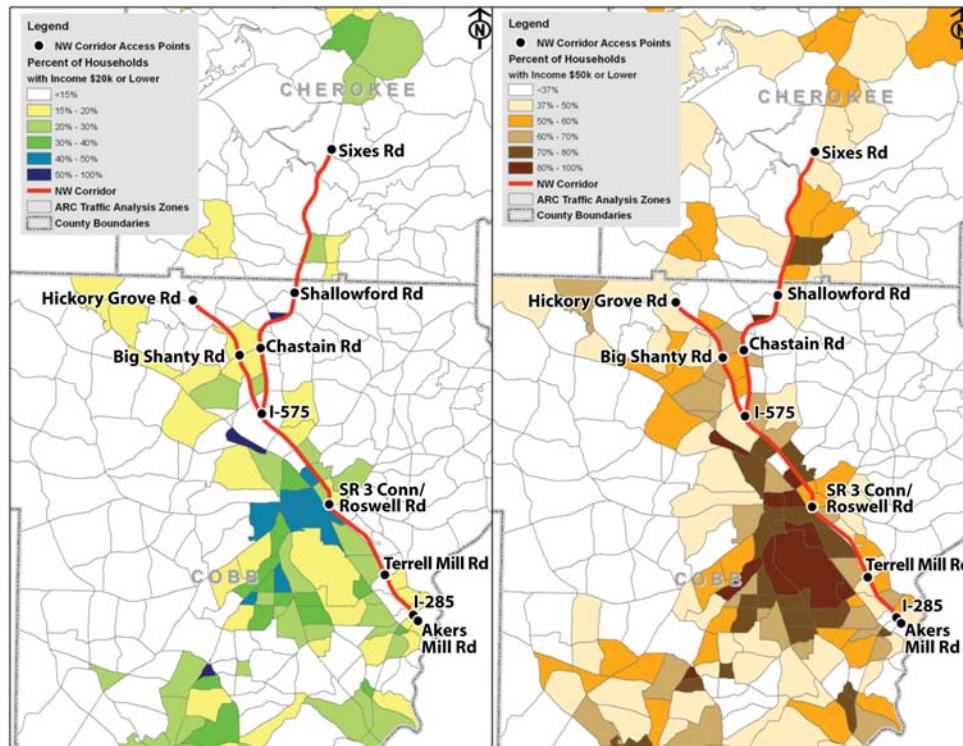 Legend
NW Corridor Access Points
Percent of Households
with Income $20k or Lower
<15%
15% - 20%
20% - 30%
30% - 40%
40% - 50%
50% - 100%
NW Corridor
ARC Traffic Analysis Zones
County Boundaries
N
CHEROKEE
Sixes Rd
Shallowford Rd
Hickory Grove Rd
Big Shanty Rd
Chastain Rd
I-575
SR 3 Conn/
Roswell Rd
Terrell Mill Rd
COBB
I-285
Akers
Mill Rd
Legend
NW Corridor Access Points
Percent of Households
with Income $50k or Lower
<37%
37% - 50%
50% - 60%
60% - 70%
70% - 80%
80% - 100%
NW Corridor
ARC Traffic Analysis Zones
County Boundaries
N
CHEROKEE
Sixes Rd
Shallowford Rd
Hickory Grove Rd
Big Shanty Rd
Chastain Rd
I-575
SR 3 Conn/
Roswell Rd
Terrell Mill Rd
COBB
I-285
Akers
Mill Rd